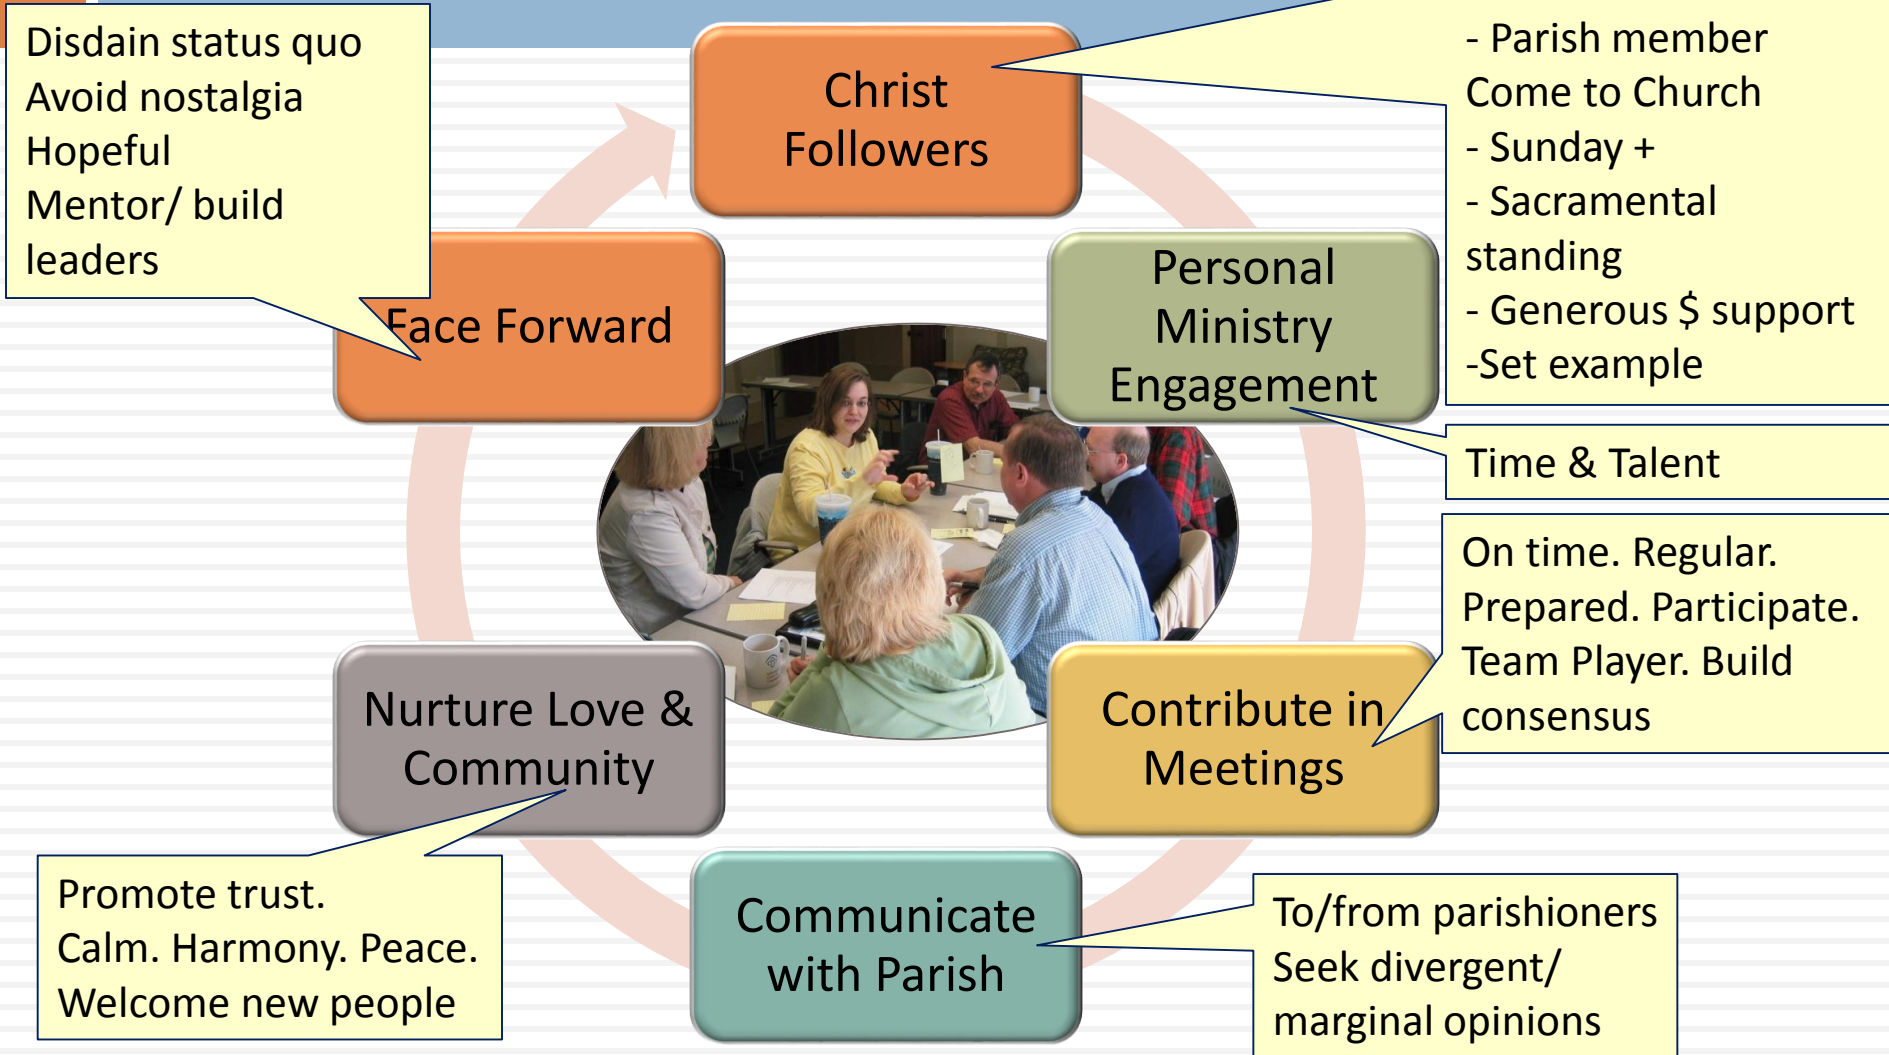 Disdain status quo
Avoid nostalgia
Hopeful
Mentor/ build
leaders
Christ
Followers
- Parish member
Come to Church
- Sunday +
- Sacramental
standing
- Generous $ support
-Set example
Personal
Ministry
Engagement
Time & Talent
Face Forward
On time. Regular.
Prepared. Participate.
Team Player. Build
consensus
Contribute in
Meetings
Nurture Love &
Community
Promote trust.
Calm. Harmony. Peace.
Welcome new people
Communicate
with Parish
To/from parishioners
Seek divergent/
marginal opinions